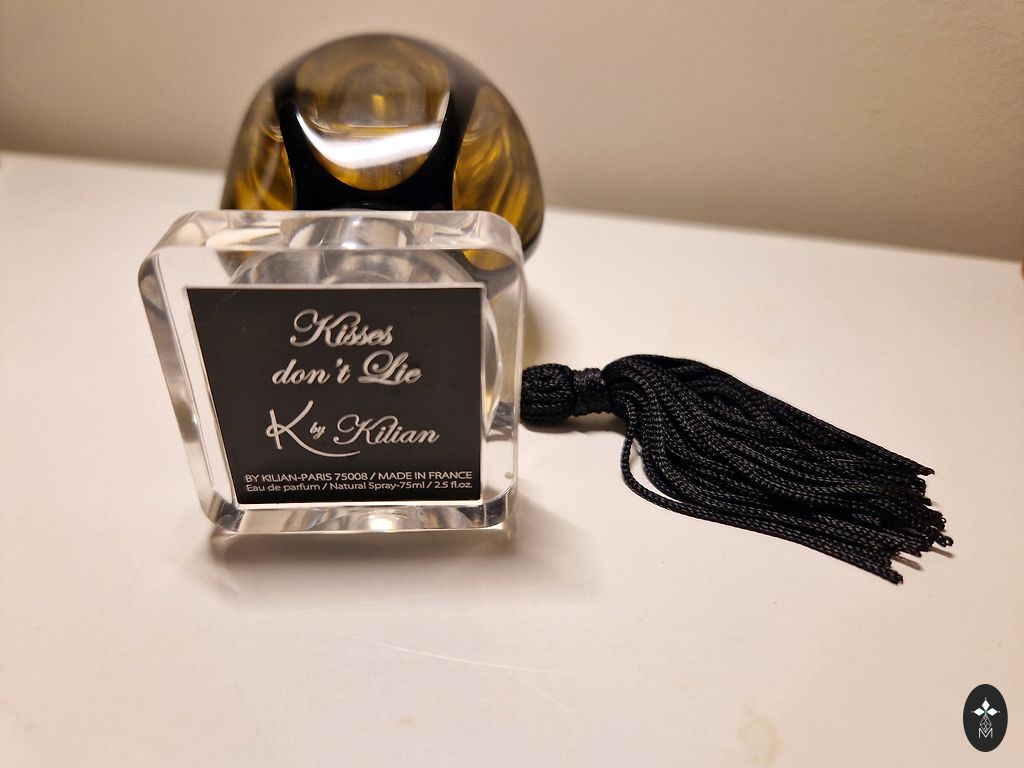 Kisses
don't Lie
K by Kilian
BY KILIAN-PARIS 75008 / MADE IN FRANCE
Eau de parfum / Natural Spray-75ml / 2.5 fl.oz.
M